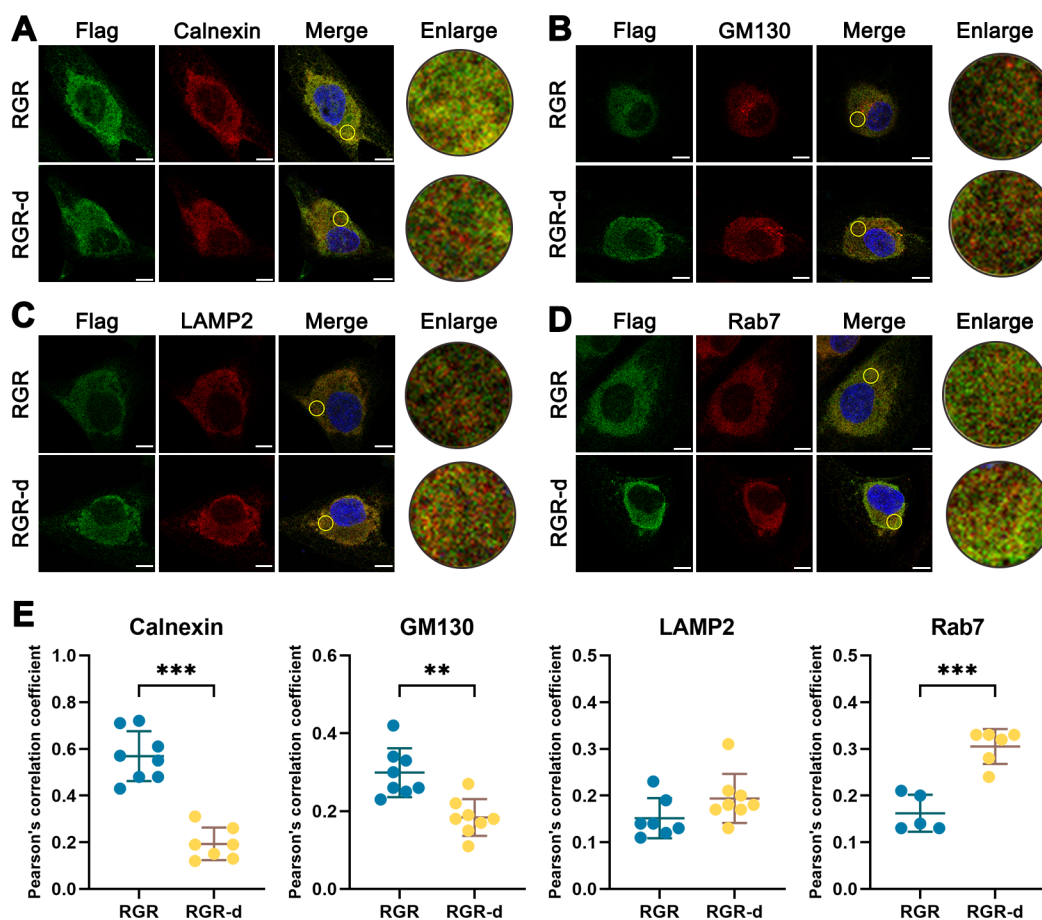 A
Flag Calnexin Merge Enlarge
RGR
RGR-d
B
Flag GM130 Merge Enlarge
RGR
RGR-d
C
Flag LAMP2 Merge Enlarge
RGR
RGR-d
D
Flag Rab7 Merge Enlarge
RGR
RGR-d
E
Calnexin
Pearson's correlation coefficient
1.0
0.8
0.6
0.4
0.2
0.0
***
RGR RGR-d
GM130
Pearson's correlation coefficient
0.6
0.4
0.2
0.0
**
RGR RGR-d
LAMP2
Pearson's correlation coefficient
0.5
0.4
0.3
0.2
0.1
0.0
RGR RGR-d
Rab7
Pearson's correlation coefficient
0.5
0.4
0.3
0.2
0.1
0.0
***
RGR RGR-d